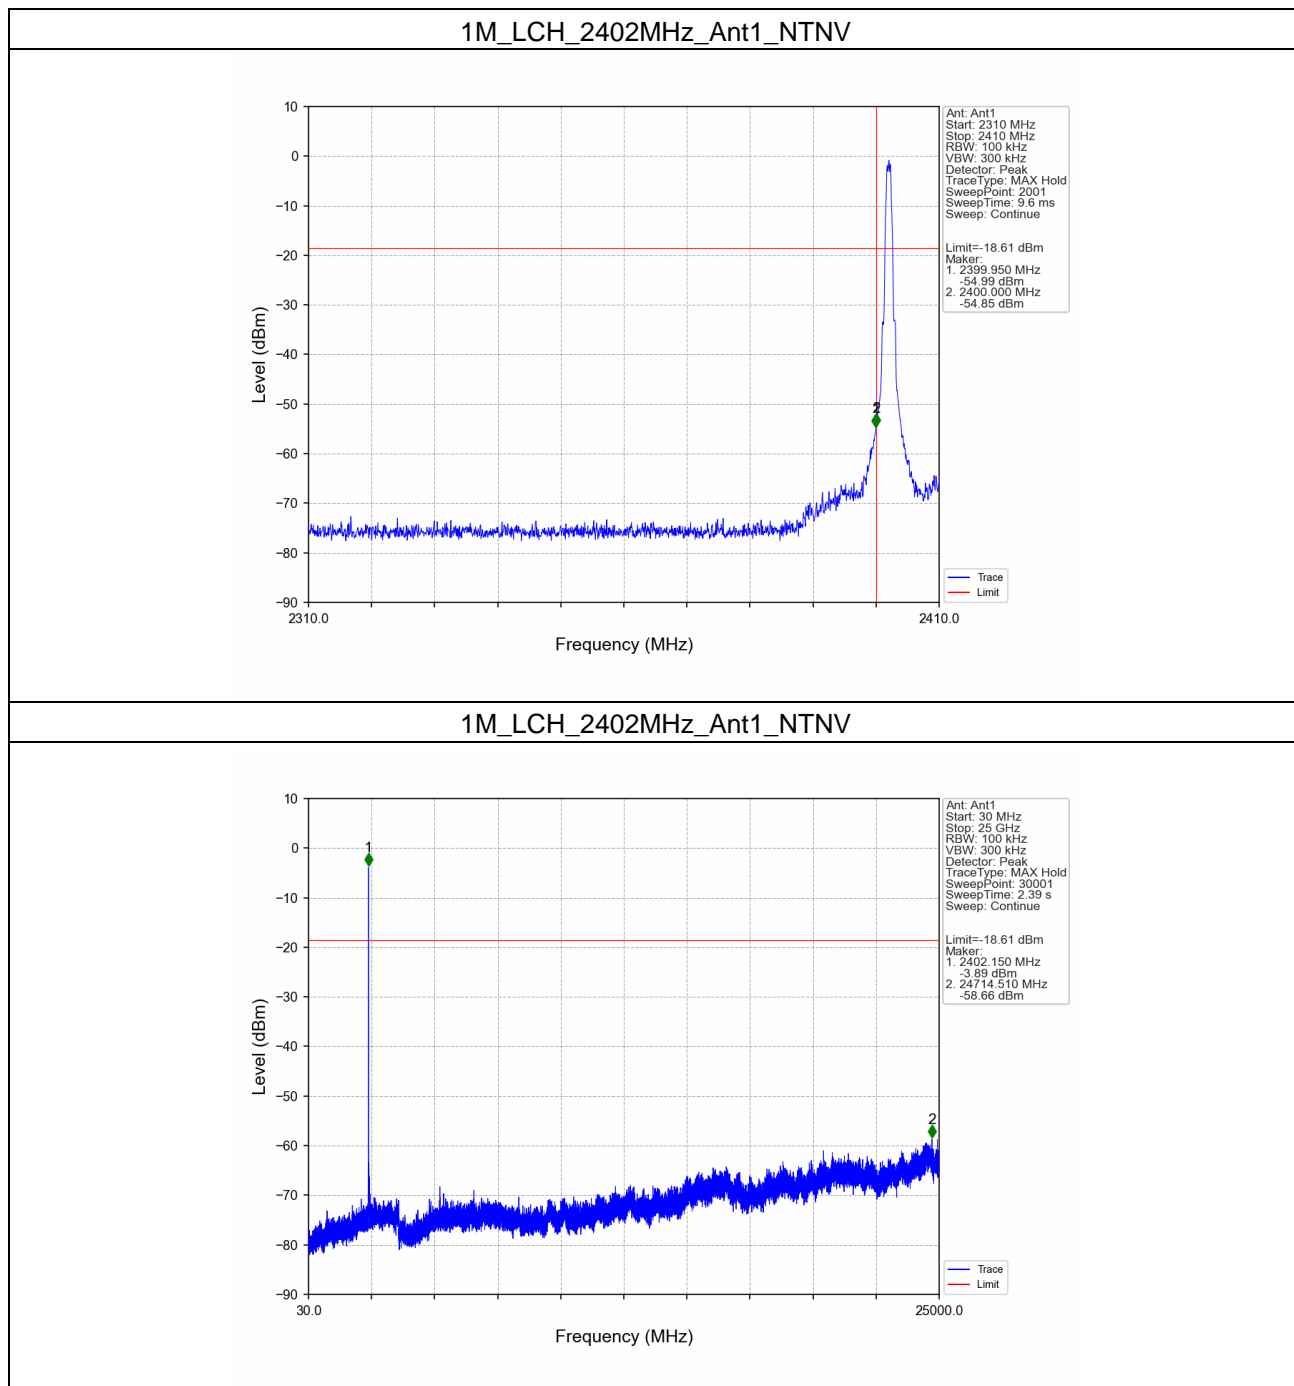 1M_LCH_2402MHz_Ant1_NTNV
10
0
−10
−20
−30
−40
−50
−60
−70
−80
−90
Level (dBm)
2310.0
2410.0
Frequency (MHz)
2
Ant: Ant1
Start: 2310 MHz
Stop: 2410 MHz
RBW: 100 kHz
VBW: 300 kHz
Detector: Peak
TraceType: MAX Hold
SweepPoint: 2001
SweepTime: 9.6 ms
Sweep: Continue
Limit=-18.61 dBm
Maker:
1. 2399.950 MHz
-54.99 dBm
2. 2400.000 MHz
-54.85 dBm
Trace
Limit
1M_LCH_2402MHz_Ant1_NTNV
10
0
−10
−20
−30
−40
−50
−60
−70
−80
−90
Level (dBm)
30.0
25000.0
Frequency (MHz)
1
2
Ant: Ant1
Start: 30 MHz
Stop: 25 GHz
RBW: 100 kHz
VBW: 300 kHz
Detector: Peak
TraceType: MAX Hold
SweepPoint: 30001
SweepTime: 2.39 s
Sweep: Continue
Limit=-18.61 dBm
Maker:
1. 2402.150 MHz
-3.89 dBm
2. 24714.510 MHz
-58.66 dBm
Trace
Limit